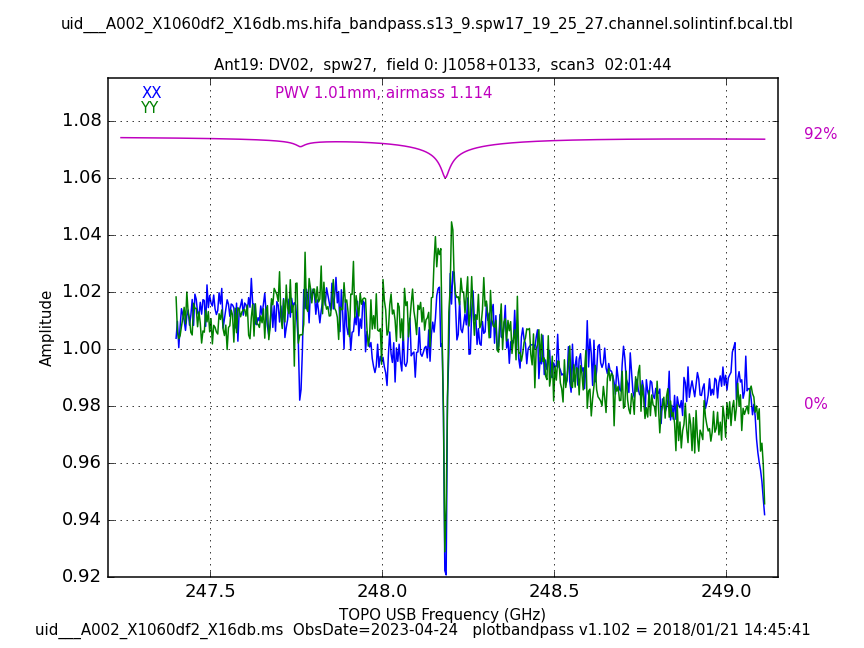 uid___A002_X1060df2_X16db.ms.hifa_bandpass.s13_9.spw17_19_25_27.channel.solintinf.bcal.tbl
Ant19: DV02,  spw27,  field 0: J1058+0133,  scan3  02:01:44
XX
PWV 1.01mm, airmass 1.114
YY
1.08
92%
1.06
1.04
1.02
1.00
0.98
0%
0.96
0.94
0.92
Amplitude
247.5
248.0
248.5
249.0
TOPO USB Frequency (GHz)
uid___A002_X1060df2_X16db.ms  ObsDate=2023-04-24   plotbandpass v1.102 = 2018/01/21 14:45:41